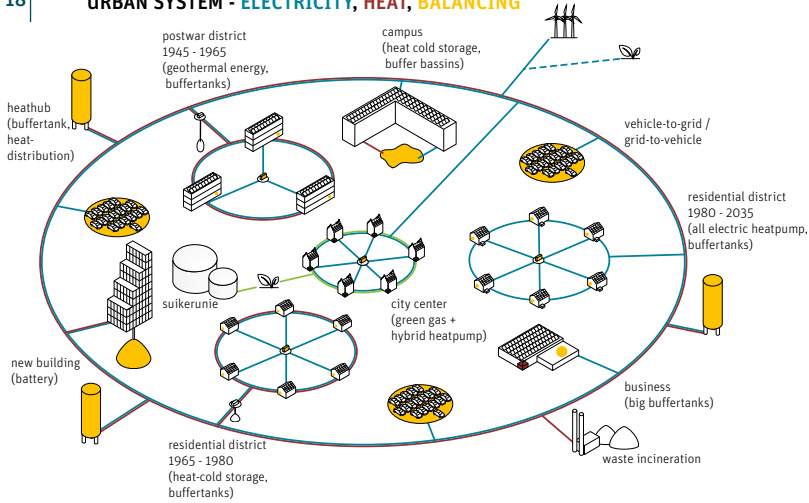 18
URBAN SYSTEM - ELECTRICITY, HEAT, BALANCING
postwar district
1945 - 1965
(geothermal energy,
buffertanks)
campus
(heat cold storage,
buffer bassins)
heathub
(buffertank,
heat-
distribution)
vehicle-to-grid /
grid-to-vehicle
residential district
1980 - 2035
(all electric heatpump,
buffertanks)
suikerunie
city center
(green gas +
hybrid heatpump)
new building
(battery)
business
(big buffertanks)
residential district
1965 - 1980
(heat-cold storage,
buffertanks)
waste incineration